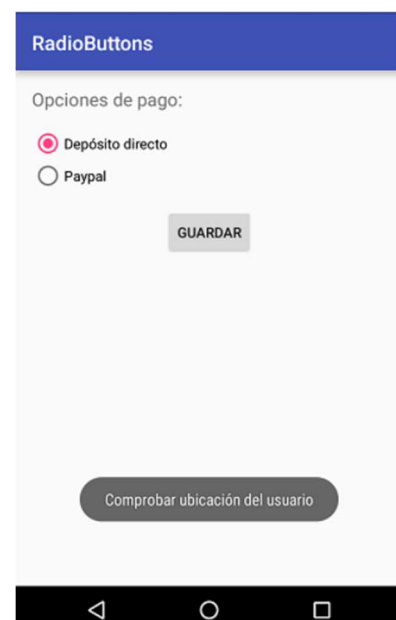 RadioButtons
Opciones de pago:
Depósito directo
Paypal
GUARDAR
Comprobar ubicación del usuario